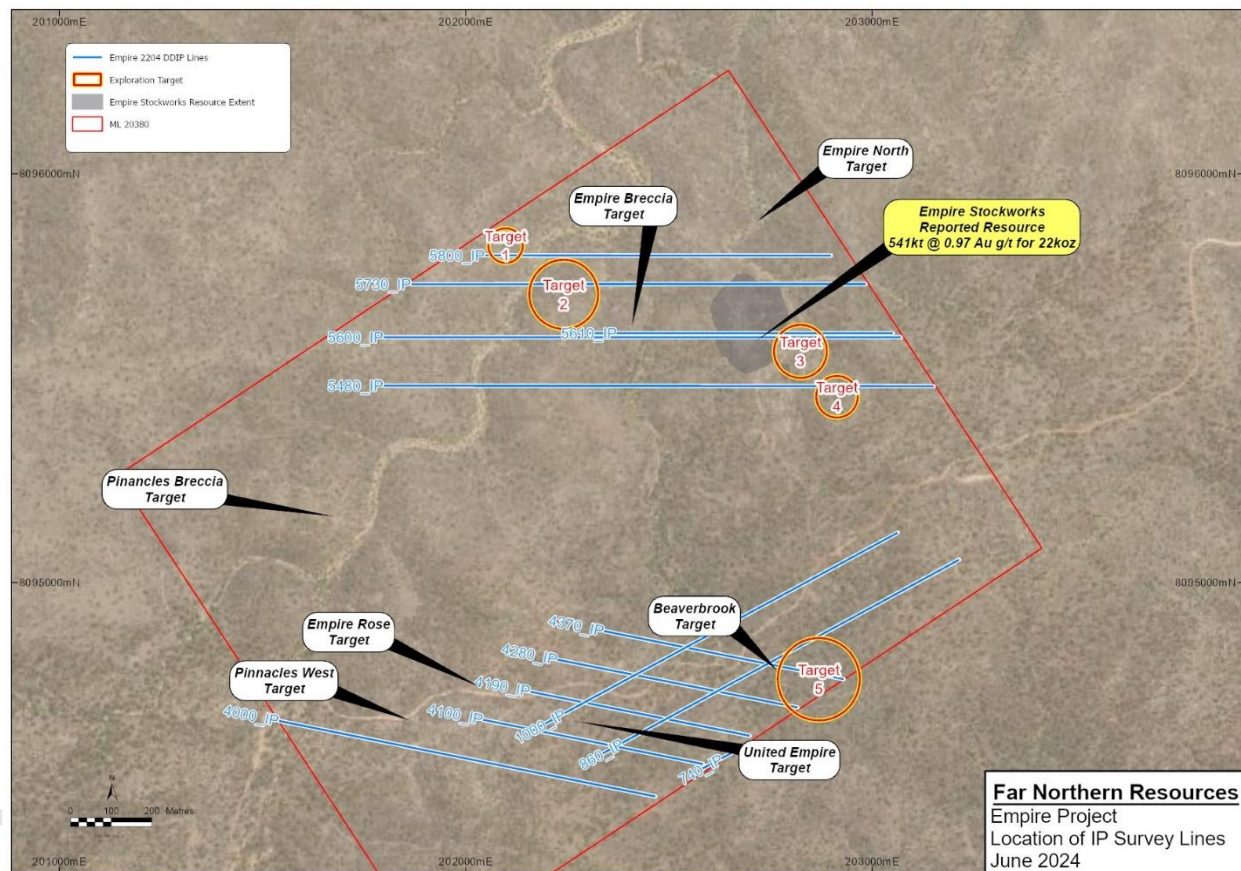 201000mE
202000mE
203000mE
Empire 2204 DDIP Lines
Exploration Target
Empire Stockworks Resource Extent
ML 20380
8096000mN
8096000mN
Empire North
Target
Empire Breccia
Target
Empire Stockworks
Reported Resource
541kt @ 0.97 Au g/t for 22koz
Target
1
5800_IP
5730_IP
Target
2
5610_IP
5600_IP
Target
3
5480_IP
Target
4
Pinancles Breccia
Target
8095000mN
8095000mN
Empire Rose
Target
Beaverbrook
Target
4370_IP
4280_IP
Pinnacles West
Target
4190_IP
Target
5
4000_IP
4100_IP
1080_IP
860_IP
740_IP
United Empire
Target
N
0 100 200 Metres
Far Northern Resources
Empire Project
Location of IP Survey Lines
June 2024
201000mE
202000mE
203000mE